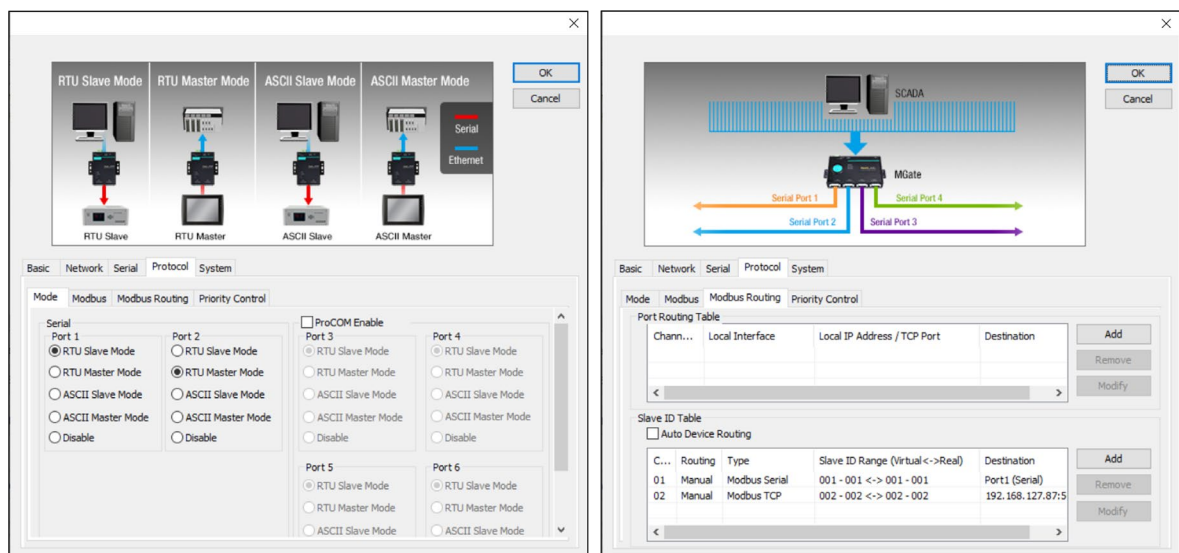 RTU Slave Mode RTU Master Mode ASCII Slave Mode ASCII Master Mode
Serial
Ethernet
RTU Slave RTU Master ASCII Slave ASCII Master
OK
Cancel
Basic Network Serial Protocol System
Mode Modbus Modbus Routing Priority Control
Serial
Port 1
RTU Slave Mode
RTU Master Mode
ASCII Slave Mode
ASCII Master Mode
Disable
Port 2
RTU Slave Mode
RTU Master Mode
ASCII Slave Mode
ASCII Master Mode
Disable
ProCOM Enable
Port 3
RTU Slave Mode
RTU Master Mode
ASCII Slave Mode
ASCII Master Mode
Disable
Port 4
RTU Slave Mode
RTU Master Mode
ASCII Slave Mode
ASCII Master Mode
Disable
Port 5
RTU Slave Mode
RTU Master Mode
ASCII Slave Mode
Port 6
RTU Slave Mode
RTU Master Mode
ASCII Slave Mode
SCADA
MGate
Serial Port 1 Serial Port 4
Serial Port 2 Serial Port 3
OK
Cancel
Basic Network Serial Protocol System
Mode Modbus Modbus Routing Priority Control
Port Routing Table
Chann... Local Interface Local IP Address / TCP Port Destination
Add
Remove
Modify
Slave ID Table
Auto Device Routing
C... Routing Type Slave ID Range (Virtual<->Real) Destination
01 Manual Modbus Serial 001 - 001 <-> 001 - 001 Port1 (Serial)
02 Manual Modbus TCP 002 - 002 <-> 002 - 002 192.168.127.87:5
Add
Remove
Modify